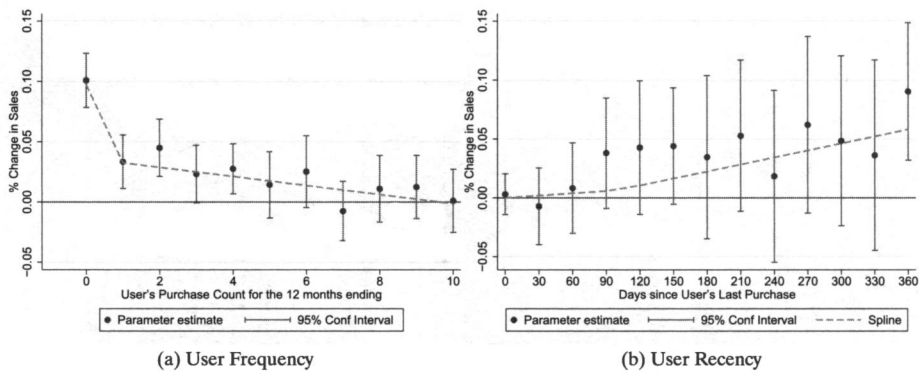 0.15
0.10
0.05
0.00
-0.05
% Change in Sales
0 2 4 6 8 10
User's Purchase Count for the 12 months ending
Parameter estimate 95% Conf Interval
(a) User Frequency
0.15
0.10
0.05
0.00
-0.05
% Change in Sales
0 30 60 90 120 150 180 210 240 270 300 330 360
Days since User's Last Purchase
Parameter estimate 95% Conf Interval Spline
(b) User Recency